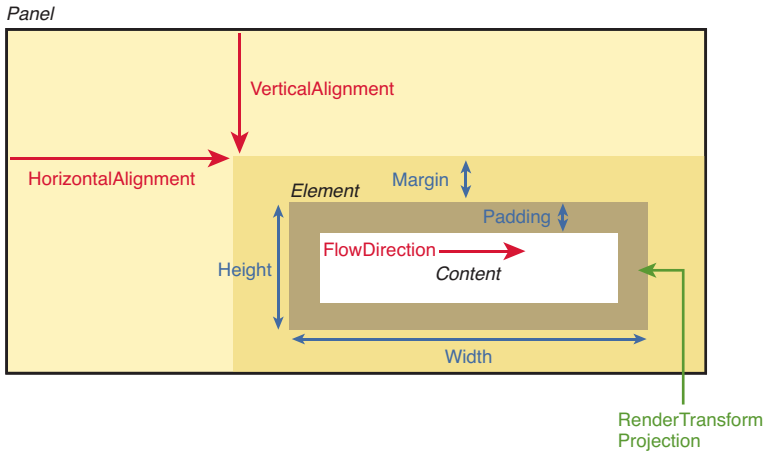 Panel
VerticalAlignment
HorizontalAlignment
Margin
Element
Padding
FlowDirection
Height
Content
Width
RenderTransform
Projection